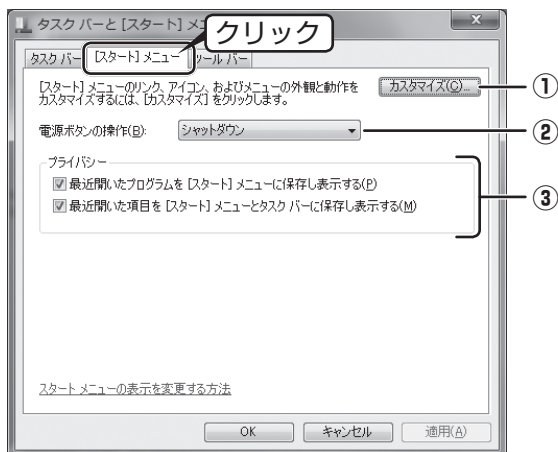 タスク バーと [スタート] メ
クリック
タスク バー
[スタート] メニュー
ツール バー
[スタート] メニューのリンク、アイコン、およびメニューの外観と動作を
カスタマイズするには、[カスタマイズ] をクリックします。
カスタマイズ(C)...
①
電源ボタンの操作(B):
シャットダウン
②
プライバシー
最近開いたプログラムを [スタート] メニューに保存し表示する(P)
最近開いた項目を [スタート] メニューとタスク バーに保存し表示する(M)
③
スタート メニューの表示を変更する方法
OK
キャンセル
適用(A)